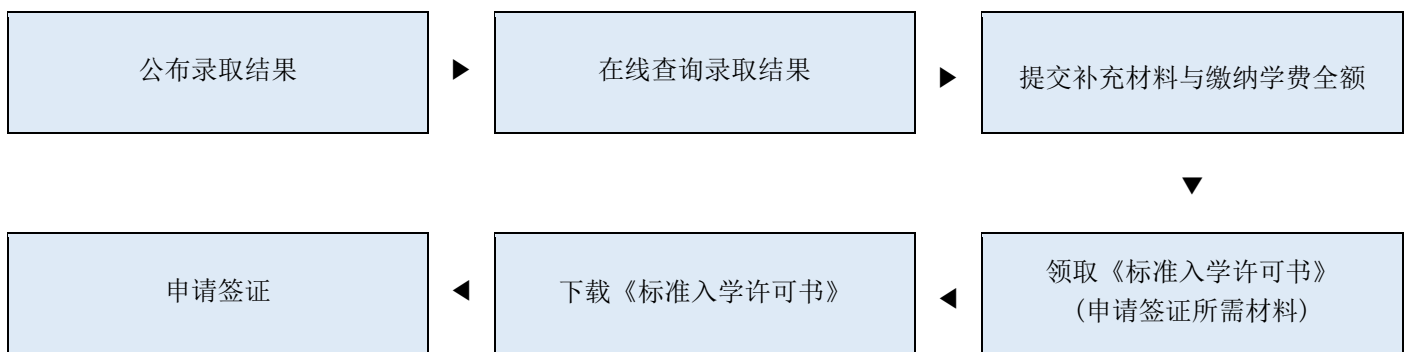 公布录取结果
在线查询录取结果
提交补充材料与缴纳学费全额
领取《标准入学许可书》
(申请签证所需材料)
下载《标准入学许可书》
申请签证